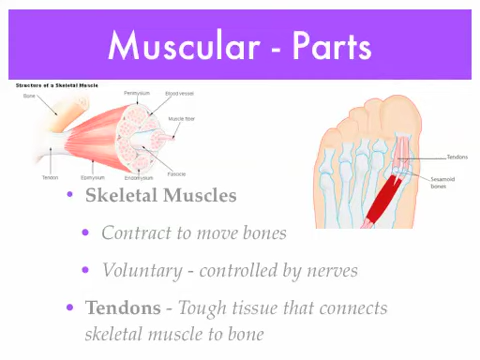 Muscular - Parts
Structure of a Skeletal Muscle
Bone
Perimysium
Blood vessel
Muscle fiber
Fascicle
Endomysium
Epimysium
Tendon
Tendons
Sesamoid
bones
• Skeletal Muscles
• Contract to move bones
• Voluntary - controlled by nerves
• Tendons - Tough tissue that connects
skeletal muscle to bone